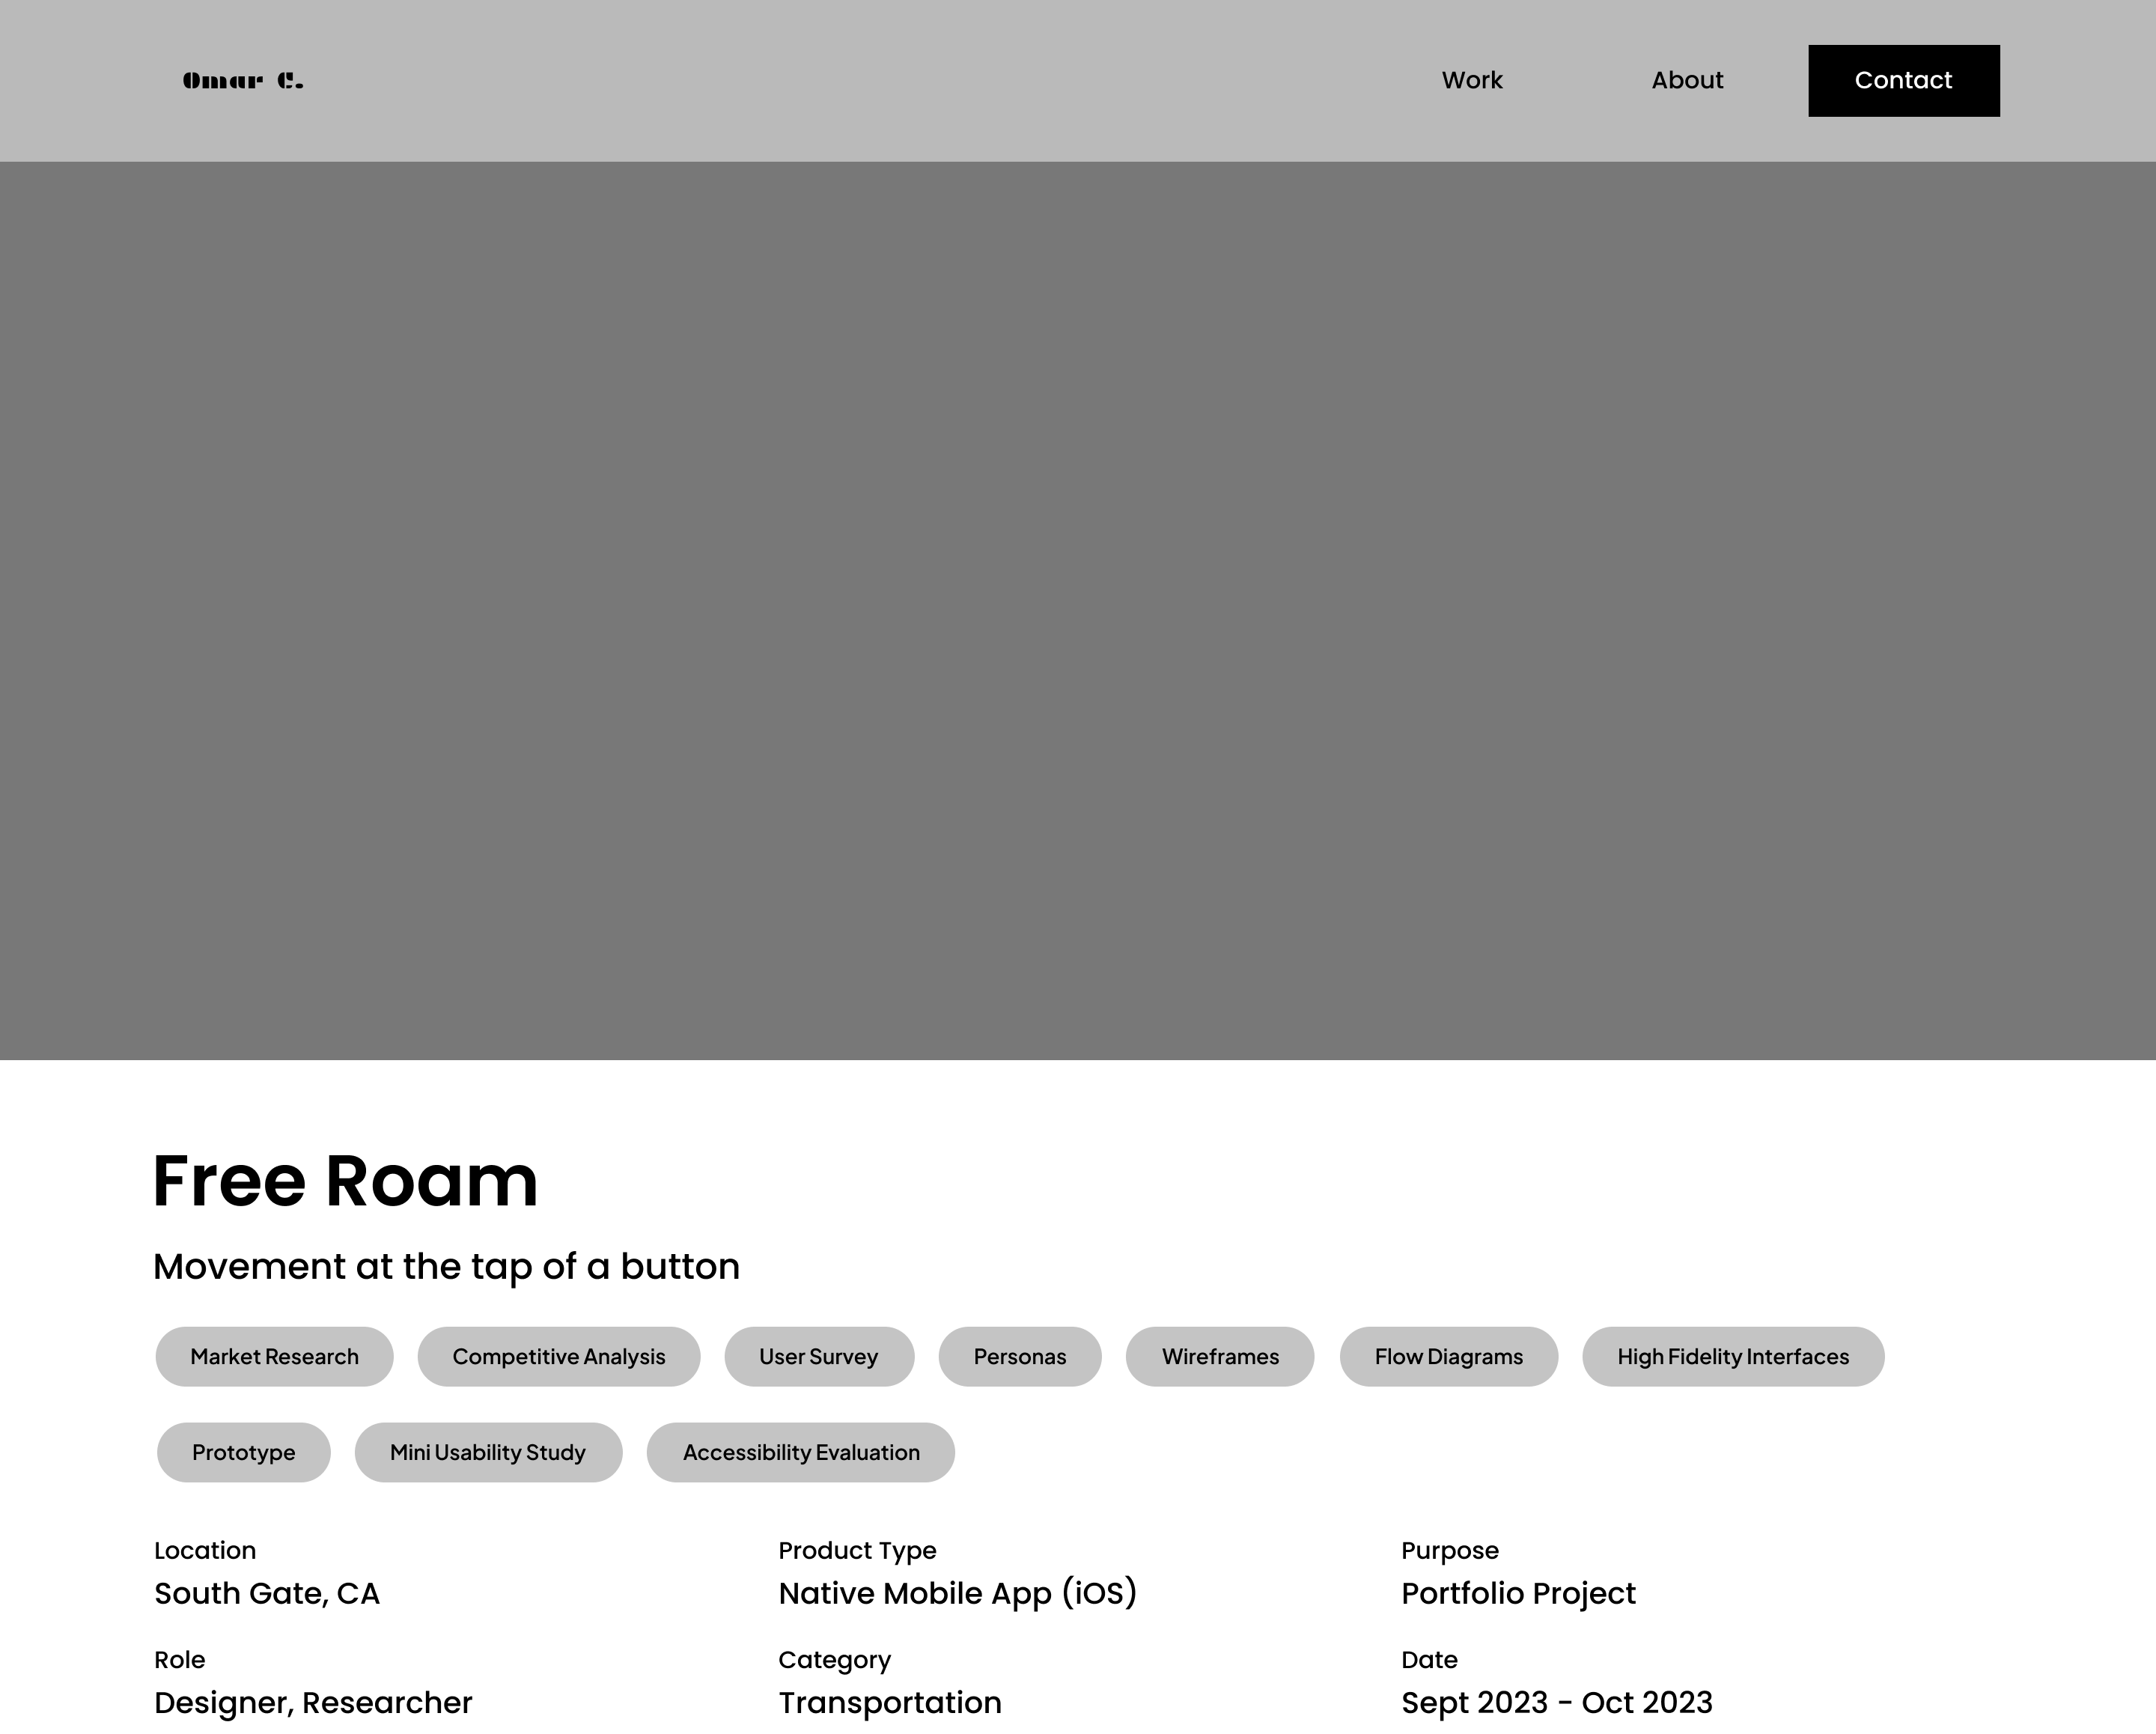 Omar C.
Work About Contact
Free Roam
Movement at the tap of a button
Market Research Competitive Analysis User Survey Personas Wireframes Flow Diagrams High Fidelity Interfaces
Prototype Mini Usability Study Accessibility Evaluation
Location
South Gate, CA
Product Type
Native Mobile App (iOS)
Purpose
Portfolio Project
Role
Designer, Researcher
Category
Transportation
Date
Sept 2023 - Oct 2023